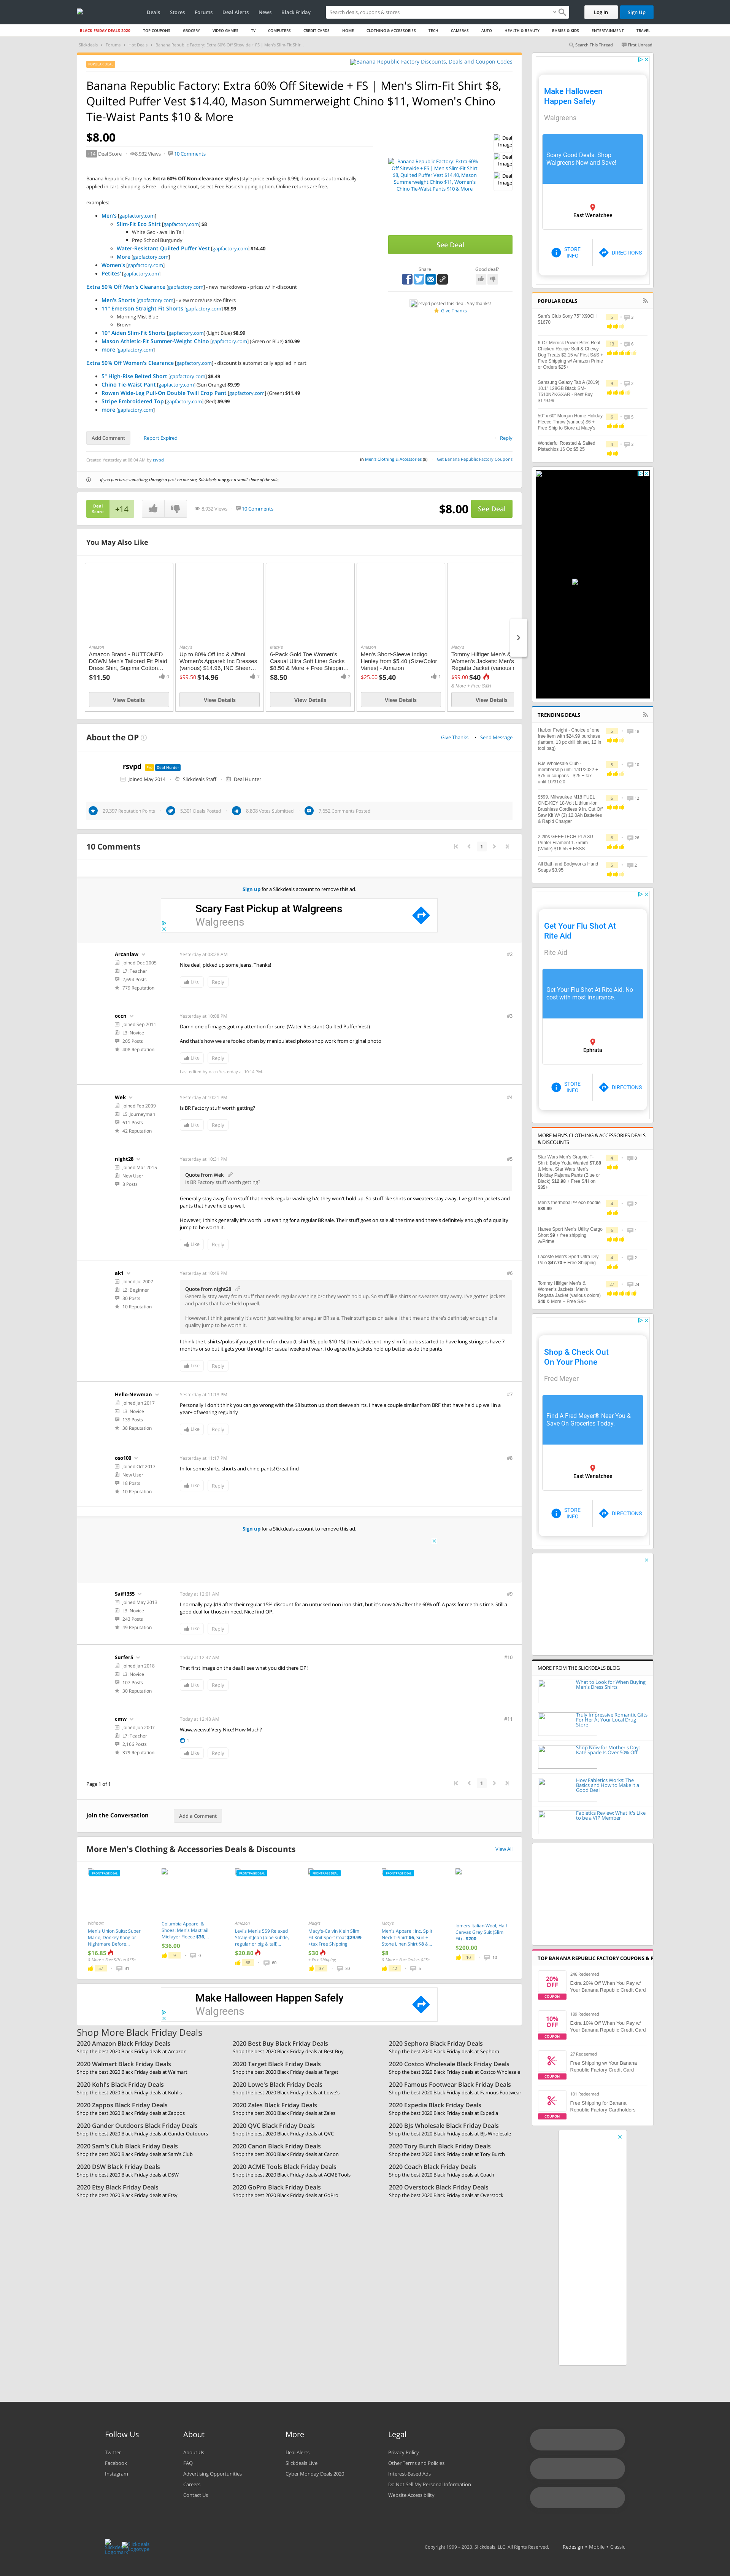 Deals Stores Forums Deal Alerts News Black Friday
Search deals, coupons & stores
Log In Sign Up
BLACK FRIDAY DEALS 2020 TOP COUPONS GROCERY VIDEO GAMES TV COMPUTERS CREDIT CARDS HOME CLOTHING & ACCESSORIES TECH CAMERAS AUTO HEALTH & BEAUTY BABIES & KIDS ENTERTAINMENT TRAVEL
Slickdeals Forums Hot Deals Banana Republic Factory: Extra 60% Off Sitewide + FS | Men's Slim-Fit Shi...
Search This Thread First Unread
Banana Republic Factory Discounts, Deals and Coupon Codes
Banana Republic Factory: Extra 60% Off Sitewide + FS | Men's Slim-Fit Shirt $8,
Quilted Puffer Vest $14.40, Mason Summerweight Chino $11, Women's Chino
Tie-Waist Pants $10 & More
$8.00
+14 Deal Score 8,932 Views 10 Comments
Banana Republic Factory has Extra 60% Off Non-clearance styles (style price ending in $.99), discount is automatically
applied in cart. Shipping is Free -- during checkout, select Free Basic shipping option. Online returns are free.
examples:
Men's [gapfactory.com]
Slim-Fit Eco Shirt [gapfactory.com] $8
White Geo - avail in Tall
Prep School Burgundy
Water-Resistant Quilted Puffer Vest [gapfactory.com] $14.40
More [gapfactory.com]
Women's [gapfactory.com]
Petites' [gapfactory.com]
Extra 50% Off Men's Clearance [gapfactory.com] - new markdowns - prices w/ in discount
Men's Shorts [gapfactory.com] - view more/use size filters
11" Emerson Straight Fit Shorts [gapfactory.com] $8.99
Morning Mist Blue
Brown
10" Aiden Slim-Fit Shorts [gapfactory.com] (Light Blue) $8.99
Mason Athletic-Fit Summer-Weight Chino [gapfactory.com] (Green or Blue) $10.99
more [gapfactory.com]
Extra 50% Off Women's Clearance [gapfactory.com] - discount is automatically applied in cart
5" High-Rise Belted Short [gapfactory.com] $8.49
Chino Tie-Waist Pant [gapfactory.com] (Sun Orange) $9.99
Rowan Wide-Leg Pull-On Double Twill Crop Pant [gapfactory.com] (Green) $11.49
Stripe Embroidered Top [gapfactory.com] (Red) $9.99
more [gapfactory.com]
Banana Republic Factory: Extra 60% Off Sitewide + FS | Men's Slim-Fit Shirt $8, Quilted Puffer Vest $14.40, Mason Summerweight Chino $11, Women's Chino Tie-Waist Pants $10 & More
Deal Image
Deal Image
Deal Image
See Deal
Share Good deal?
rsvpd posted this deal. Say thanks!
Give Thanks
Add Comment Report Expired Reply
Created Yesterday at 08:04 AM by rsvpd
in Men's Clothing & Accessories (9) Get Banana Republic Factory Coupons
If you purchase something through a post on our site, Slickdeals may get a small share of the sale.
Deal Score +14 8,932 Views 10 Comments $8.00 See Deal
You May Also Like
Amazon
Amazon Brand - BUTTONED DOWN Men's Tailored Fit Plaid Dress Shirt, Supima Cotton...
$11.50 0
View Details
Macy's
Up to 80% Off Inc & Alfani Women's Apparel: Inc Dresses (various) $14.96, INC Sheer...
$99.50 $14.96 7
View Details
Macy's
6-Pack Gold Toe Women's Casual Ultra Soft Liner Socks $8.50 & More + Free Shippin...
$8.50 2
View Details
Amazon
Men's Short-Sleeve Indigo Henley from $5.40 (Size/Color Varies) - Amazon
$25.00 $5.40 1
View Details
Macy's
Tommy Hilfiger Men's &
Women's Jackets: Men's
Regatta Jacket (various
$99.00 $40
& More + Free S&H
View Details
About the OP
Give Thanks Send Message
rsvpd Pro Deal Hunter
Joined May 2014 Slickdeals Staff Deal Hunter
29,397 Reputation Points 5,301 Deals Posted 8,808 Votes Submitted 7,652 Comments Posted
10 Comments
1
Sign up for a Slickdeals account to remove this ad.
Scary Fast Pickup at Walgreens
Walgreens
Arcanlaw
Joined Dec 2005
L7: Teacher
2,694 Posts
779 Reputation
Yesterday at 08:28 AM #2
Nice deal, picked up some jeans. Thanks!
Like Reply
occn
Joined Sep 2011
L3: Novice
205 Posts
408 Reputation
Yesterday at 10:08 PM #3
Damn one of images got my attention for sure. (Water-Resistant Quilted Puffer Vest)
And that's how we are fooled often by manipulated photo shop work from original photo
Like Reply
Last edited by occn Yesterday at 10:14 PM.
Wek
Joined Feb 2009
L5: Journeyman
611 Posts
42 Reputation
Yesterday at 10:21 PM #4
Is BR Factory stuff worth getting?
Like Reply
night28
Joined Mar 2015
New User
8 Posts
Yesterday at 10:31 PM #5
Quote from Wek
Is BR Factory stuff worth getting?
Generally stay away from stuff that needs regular washing b/c they won't hold up. So stuff like shirts or sweaters stay away. I've gotten jackets and pants that have held up well.
However, I think generally it's worth just waiting for a regular BR sale. Their stuff goes on sale all the time and there's definitely enough of a quality jump to be worth it.
Like Reply
ak1
Joined Jul 2007
L2: Beginner
30 Posts
10 Reputation
Yesterday at 10:49 PM #6
Quote from night28
Generally stay away from stuff that needs regular washing b/c they won't hold up. So stuff like shirts or sweaters stay away. I've gotten jackets and pants that have held up well.
However, I think generally it's worth just waiting for a regular BR sale. Their stuff goes on sale all the time and there's definitely enough of a quality jump to be worth it.
I think the t-shirts/polos if you get them for cheap (t-shirt $5, polo $10-15) then it's decent. my slim fit polos started to have long stringers have 7 months or so but it gets your through for casual weekend wear. I do agree the jackets hold up better as do the pants
Like Reply
Hello-Newman
Joined Jan 2017
L3: Novice
139 Posts
38 Reputation
Yesterday at 11:13 PM #7
Personally I don't think you can go wrong with the $8 button up short sleeve shirts. I have a couple similar from BRF that have held up well in a year+ of wearing regularly
Like Reply
oso100
Joined Oct 2017
New User
18 Posts
10 Reputation
Yesterday at 11:17 PM #8
In for some shirts, shorts and chino pants! Great find
Like Reply
Sign up for a Slickdeals account to remove this ad.
Saif1355
Joined May 2013
L3: Novice
243 Posts
49 Reputation
Today at 12:01 AM #9
I normally pay $19 after their regular 15% discount for an untucked non iron shirt, but it's now $26 after the 60% off. A pass for me this time. Still a good deal for those in need. Nice find OP.
Like Reply
Surfer5
Joined Jan 2018
L3: Novice
107 Posts
30 Reputation
Today at 12:47 AM #10
That first image on the deal! I see what you did there OP!
Like Reply
cmw
Joined Jun 2007
L7: Teacher
2,166 Posts
379 Reputation
Today at 12:48 AM #11
Wawaweewa! Very Nice! How Much?
1
Like Reply
Page 1 of 1
1
Join the Conversation Add a Comment
More Men's Clothing & Accessories Deals & Discounts View All
FRONTPAGE DEAL
Walmart
Men's Union Suits: Super Mario, Donkey Kong or Nightmare Before...
$16.85
& More + Free S/H or $35+
57 31
Columbia Apparel & Shoes: Men's Maxtrail Midlayer Fleece $36,...
$36.00
9 0
FRONTPAGE DEAL
Amazon
Levi's Men's 559 Relaxed Straight Jean (also subtle, regular or big & tall)...
$20.80
68 60
FRONTPAGE DEAL
Macy's
Macy's Calvin Klein Slim Fit Knit Sport Coat $29.99 +tax Free Shipping
$30
+ Free Shipping
37 30
FRONTPAGE DEAL
Macy's
Men's Apparel: Inc. Split Neck T-Shirt $6, Sun + Stone Linen Shirt $8 &...
$8
& More + Free Orders $25+
42 5
Jomers Italian Wool, Half Canvas Grey Suit (Slim Fit) - $200
$200.00
16 10
Make Halloween Happen Safely
Walgreens
Shop More Black Friday Deals
2020 Amazon Black Friday Deals
Shop the best 2020 Black Friday deals at Amazon
2020 Best Buy Black Friday Deals
Shop the best 2020 Black Friday deals at Best Buy
2020 Sephora Black Friday Deals
Shop the best 2020 Black Friday deals at Sephora
2020 Walmart Black Friday Deals
Shop the best 2020 Black Friday deals at Walmart
2020 Target Black Friday Deals
Shop the best 2020 Black Friday deals at Target
2020 Costco Wholesale Black Friday Deals
Shop the best 2020 Black Friday deals at Costco Wholesale
2020 Kohl's Black Friday Deals
Shop the best 2020 Black Friday deals at Kohl's
2020 Lowe's Black Friday Deals
Shop the best 2020 Black Friday deals at Lowe's
2020 Famous Footwear Black Friday Deals
Shop the best 2020 Black Friday deals at Famous Footwear
2020 Zappos Black Friday Deals
Shop the best 2020 Black Friday deals at Zappos
2020 Zales Black Friday Deals
Shop the best 2020 Black Friday deals at Zales
2020 Expedia Black Friday Deals
Shop the best 2020 Black Friday deals at Expedia
2020 Gander Outdoors Black Friday Deals
Shop the best 2020 Black Friday deals at Gander Outdoors
2020 QVC Black Friday Deals
Shop the best 2020 Black Friday deals at QVC
2020 BJs Wholesale Black Friday Deals
Shop the best 2020 Black Friday deals at BJs Wholesale
2020 Sam's Club Black Friday Deals
Shop the best 2020 Black Friday deals at Sam's Club
2020 Canon Black Friday Deals
Shop the best 2020 Black Friday deals at Canon
2020 Tory Burch Black Friday Deals
Shop the best 2020 Black Friday deals at Tory Burch
2020 DSW Black Friday Deals
Shop the best 2020 Black Friday deals at DSW
2020 ACME Tools Black Friday Deals
Shop the best 2020 Black Friday deals at ACME Tools
2020 Coach Black Friday Deals
Shop the best 2020 Black Friday deals at Coach
2020 Etsy Black Friday Deals
Shop the best 2020 Black Friday deals at Etsy
2020 GoPro Black Friday Deals
Shop the best 2020 Black Friday deals at GoPro
2020 Overstock Black Friday Deals
Shop the best 2020 Black Friday deals at Overstock
Make Halloween Happen Safely
Walgreens
Scary Good Deals. Shop Walgreens Now and Save!
East Wenatchee
STORE INFO DIRECTIONS
POPULAR DEALS
Sam's Club Sony 75" X90CH $1670
5 3
6-Oz Merrick Power Bites Real Chicken Recipe Soft & Chewy Dog Treats $2.15 w/ First S&S + Free Shipping w/ Amazon Prime or Orders $25+
13 6
Samsung Galaxy Tab A (2019) 10.1" 128GB Black SM-T510NZKGXAR - Best Buy $179.99
9 2
50" x 60" Morgan Home Holiday Fleece Throw (various) $6 + Free Ship to Store at Macy's
6 5
Wonderful Roasted & Salted Pistachios 16 Oz $5.25
4 3
TRENDING DEALS
Harbor Freight - Choice of one free item with $24.99 purchase (lantern, 13 pc drill bit set, 12 in tool bag)
5 19
BJs Wholesale Club - membership until 1/31/2022 + $75 in coupons - $25 + tax - until 10/31/20
5 10
$599, Milwaukee M18 FUEL ONE-KEY 18-Volt Lithium-Ion Brushless Cordless 9 in. Cut Off Saw Kit W/ (2) 12.0Ah Batteries & Rapid Charger
6 12
2.2lbs GEEETECH PLA 3D Printer Filament 1.75mm (White) $16.55 + FSSS
6 26
All Bath and Bodyworks Hand Soaps $3.95
5 2
Get Your Flu Shot At Rite Aid
Rite Aid
Get Your Flu Shot At Rite Aid. No cost with most insurance.
Ephrata
STORE INFO DIRECTIONS
MORE MEN'S CLOTHING & ACCESSORIES DEALS & DISCOUNTS
Star Wars Men's Graphic T-Shirt: Baby Yoda Wanted $7.88 & More, Star Wars Men's Holiday Pajama Pants (Blue or Black) $12.98 + Free S/H on $35+
4 0
Men's thermoball™ eco hoodie $89.99
4 2
Hanes Sport Men's Utility Cargo Short $8 + free shipping w/Prime
6 1
Lacoste Men's Sport Ultra Dry Polo $47.70 + Free Shipping
4 3
Tommy Hilfiger Men's & Women's Jackets: Men's Regatta Jacket (various colors) $40 & More + Free S&H
27 24
Shop & Check Out On Your Phone
Fred Meyer
Find A Fred Meyer® Near You & Save On Groceries Today.
East Wenatchee
STORE INFO DIRECTIONS
MORE FROM THE SLICKDEALS BLOG
What to Look for When Buying Men's Dress Shirts
Truly Impressive Romantic Gifts For Her At Your Local Drug Store
Shop Now for Mother's Day: Kate Spade Is Over 50% Off
How Fabletics Works: The Basics and How to Make it a Good Deal
Fabletics Review: What It's Like to be a VIP Member
TOP BANANA REPUBLIC FACTORY COUPONS & P
20% OFF COUPON
246 Redeemed
Extra 20% Off When You Pay w/ Your Banana Republic Credit Card
10% OFF COUPON
189 Redeemed
Extra 10% Off When You Pay w/ Your Banana Republic Credit Card
COUPON
27 Redeemed
Free Shipping w/ Your Banana Republic Factory Credit Card
COUPON
101 Redeemed
Free Shipping for Banana Republic Factory Cardholders
Follow Us
Twitter
Facebook
Instagram
About
About Us
FAQ
Advertising Opportunities
Careers
Contact Us
More
Deal Alerts
Slickdeals Live
Cyber Monday Deals 2020
Legal
Privacy Policy
Other Terms and Policies
Interest-Based Ads
Do Not Sell My Personal Information
Website Accessibility
Copyright 1999 – 2020. Slickdeals, LLC. All Rights Reserved. Redesign • Mobile • Classic